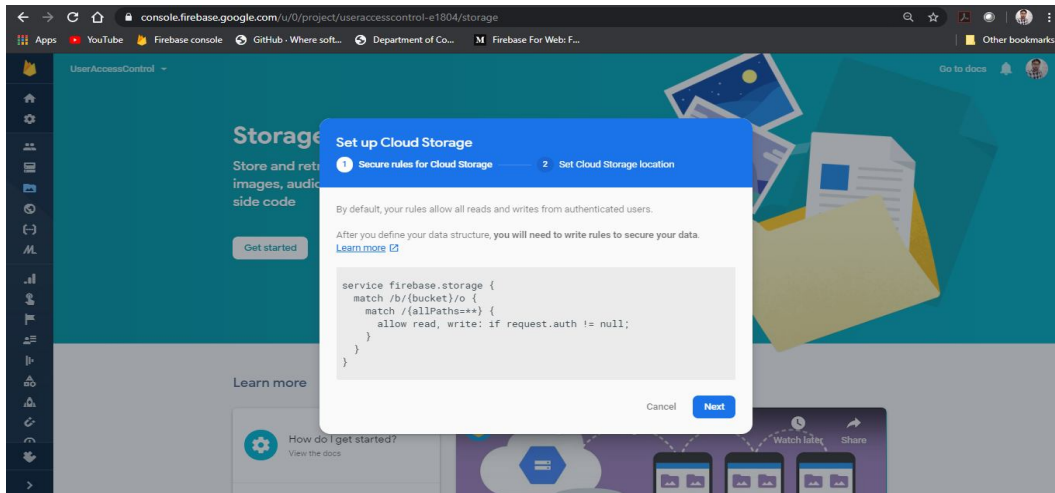 console.firebase.google.com/u/0/project/useraccesscontrol-e1804/storage
Apps YouTube Firebase console GitHub - Where soft... Department of Co... M Firebase For Web: F... Other bookmarks
UserAccessControl Go to docs
Storage
Store and retr
images, audio
side code
Get started
Set up Cloud Storage
1 Secure rules for Cloud Storage 2 Set Cloud Storage location
By default, your rules allow all reads and writes from authenticated users.
After you define your data structure, you will need to write rules to secure your data.
Learn more
service firebase.storage {
match /b/{bucket}/o {
match /{allPaths=**} {
allow read, write: if request.auth != null;
}
}
}
Cancel Next
Learn more
How do I get started?
View the docs
Watch later Share